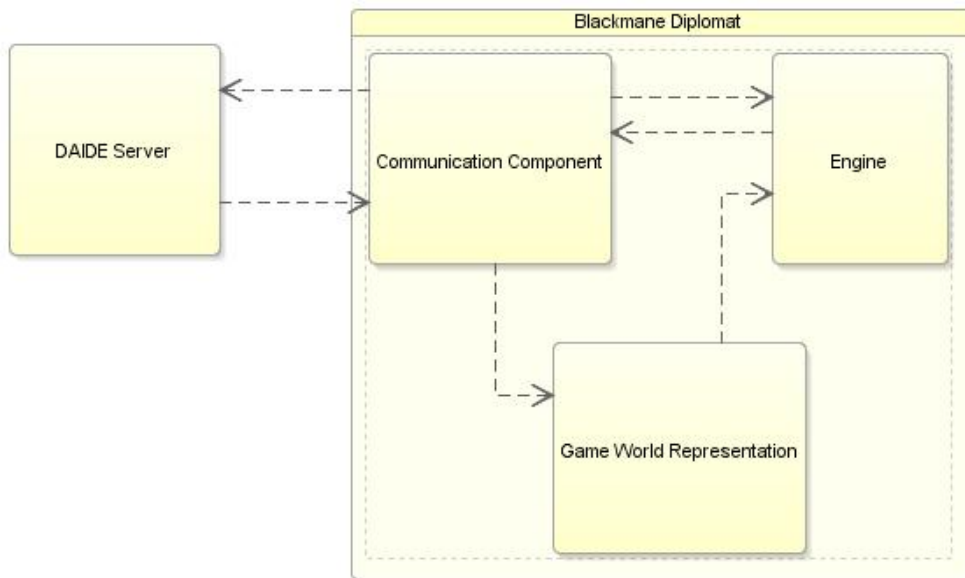 Blackmane Diplomat
DAIDE Server
Communication Component
Engine
Game World Representation